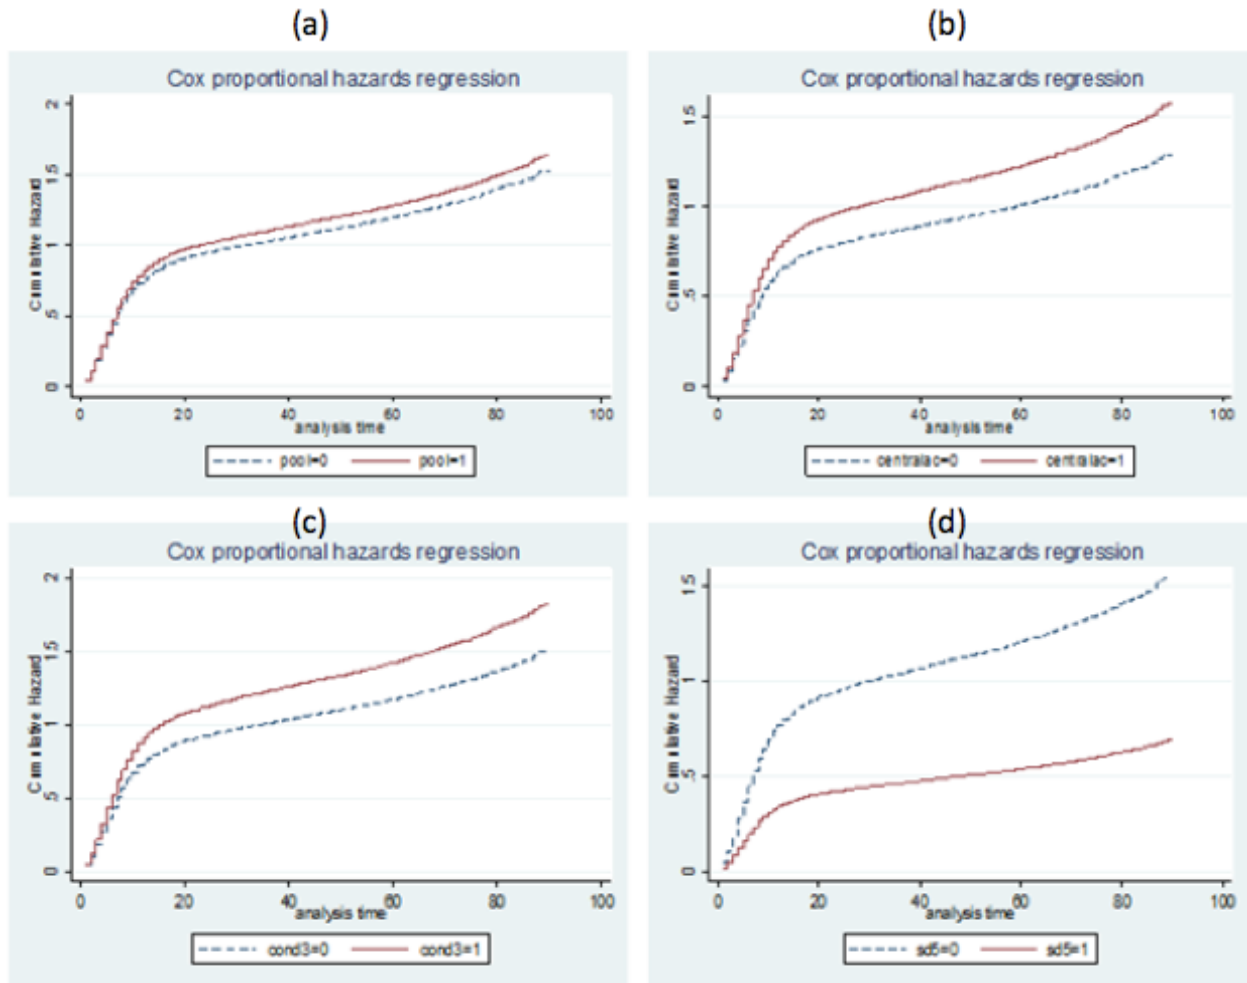 (a)
Cox proportional hazards regression
Cumulative Hazard
0 .5 1 1.5 2
0 20 40 60 80 100
analysis time
pool=0 pool=1
(b)
Cox proportional hazards regression
Cumulative Hazard
0 .5 1 1.5
0 20 40 60 80 100
analysis time
centralac=0 centralac=1
(c)
Cox proportional hazards regression
Cumulative Hazard
0 .5 1 1.5 2
0 20 40 60 80 100
analysis time
cond3=0 cond3=1
(d)
Cox proportional hazards regression
Cumulative Hazard
0 .5 1 1.5
0 20 40 60 80 100
analysis time
sd5=0 sd5=1